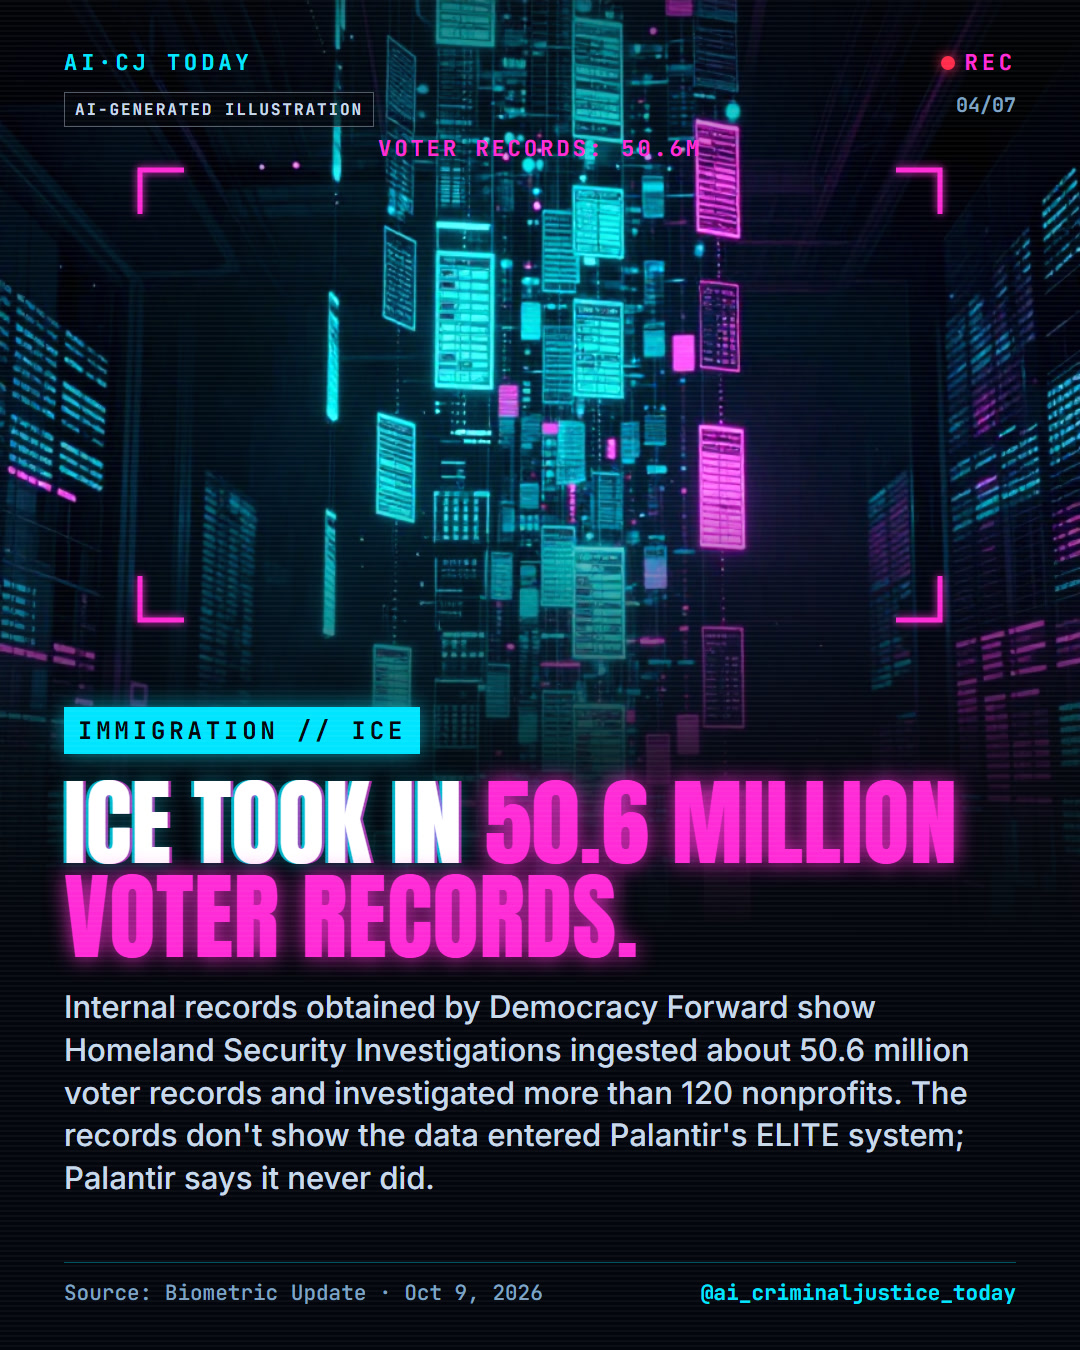 AI·CJ TODAY
REC
AI-GENERATED ILLUSTRATION
04/07
VOTER RECORDS: 50.6M
IMMIGRATION // ICE
ICE TOOK IN 50.6 MILLION
VOTER RECORDS.
Internal records obtained by Democracy Forward show
Homeland Security Investigations ingested about 50.6 million
voter records and investigated more than 120 nonprofits. The
records don't show the data entered Palantir's ELITE system;
Palantir says it never did.
Source: Biometric Update · Oct 9, 2026
@ai_criminaljustice_today